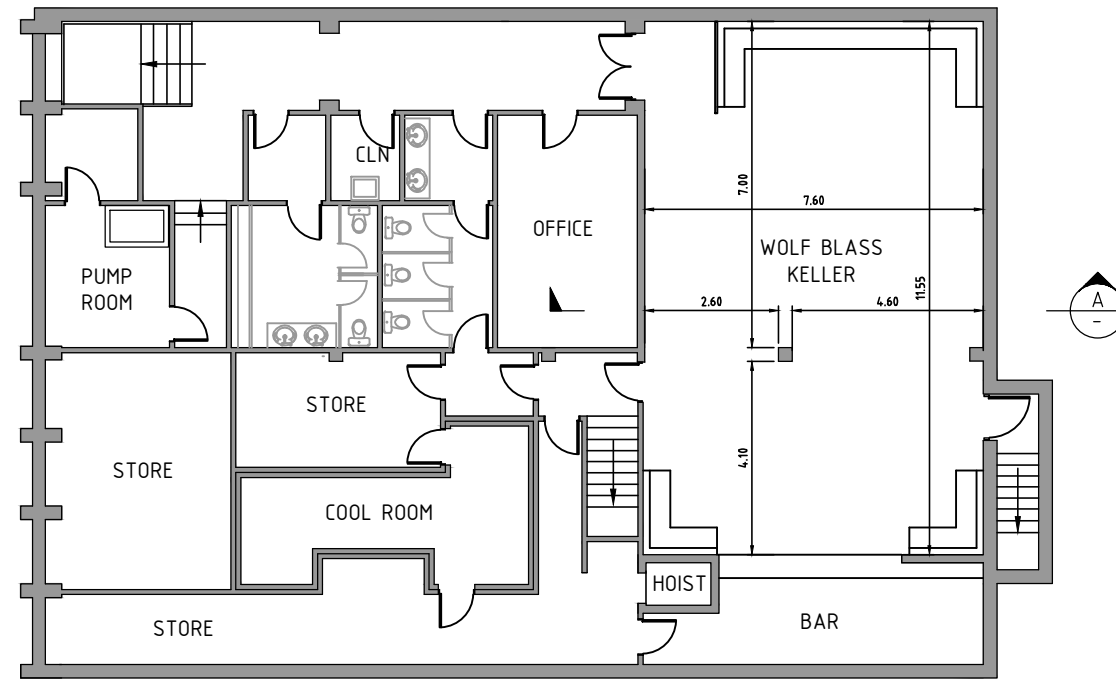 CLN
7.00
7.60
OFFICE
WOLF BLASS
KELLER
PUMP
ROOM
2.60
4.60
11.55
A
-
STORE
4.10
STORE
COOL ROOM
HOIST
STORE
BAR